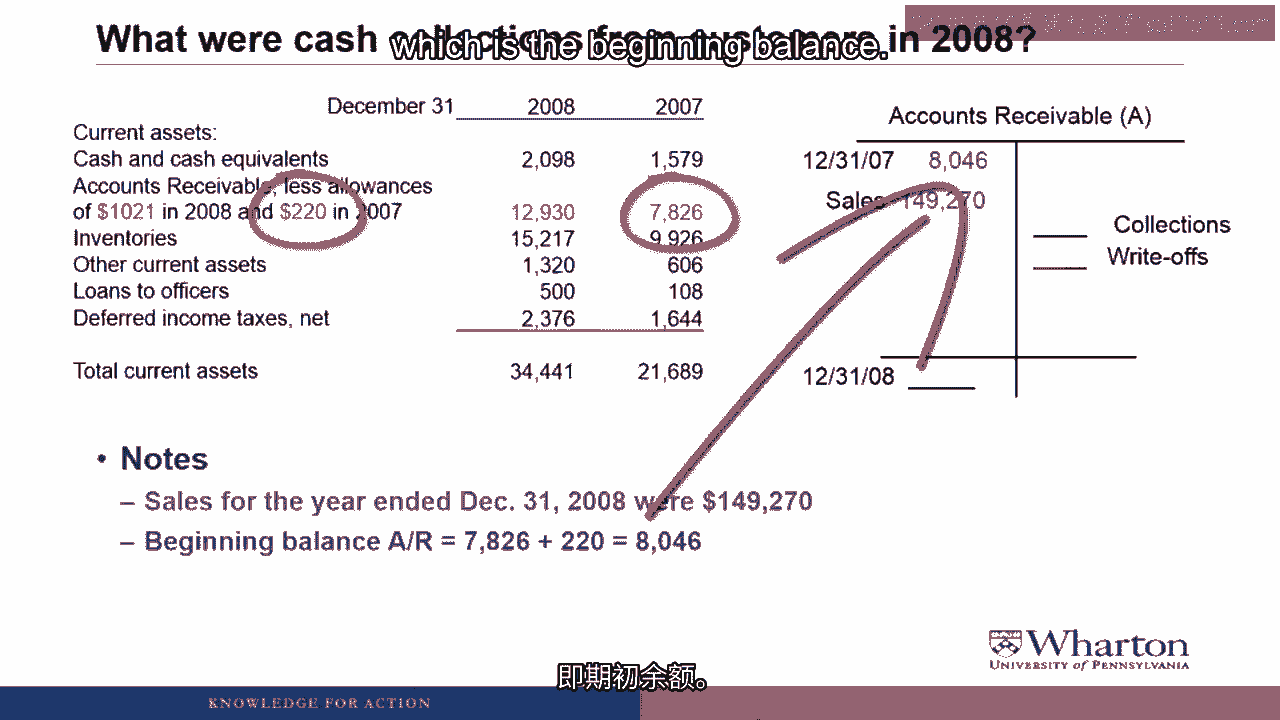 What were cash collections from customers in 2008?
which is the beginning balance.
December 31 2008 2007
Current assets:
Cash and cash equivalents 2,098 1,579
Accounts Receivable, less allowances
of $1021 in 2008 and $220 in 2007 12,930 7,826
Inventories 15,217 9,926
Other current assets 1,320 606
Loans to officers 500 108
Deferred income taxes, net 2,376 1,644
Total current assets 34,441 21,689
Accounts Receivable (A)
12/31/07 8,046
Sales 149,270
Collections
Write-offs
12/31/08
• Notes
– Sales for the year ended Dec. 31, 2008 were $149,270
– Beginning balance A/R = 7,826 + 220 = 8,046
Wharton
UNIVERSITY of PENNSYLVANIA
即期初余额。
KNOWLEDGE FOR ACTION